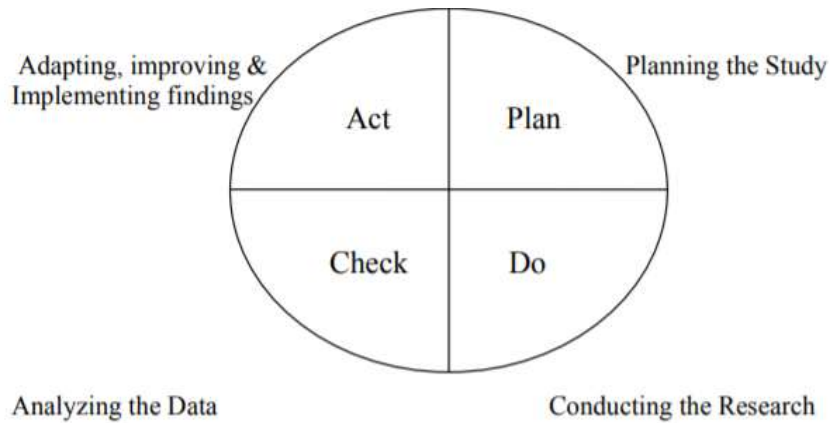 Adapting, improving &
Implementing findings
Planning the Study
Act
Plan
Check
Do
Analyzing the Data
Conducting the Research